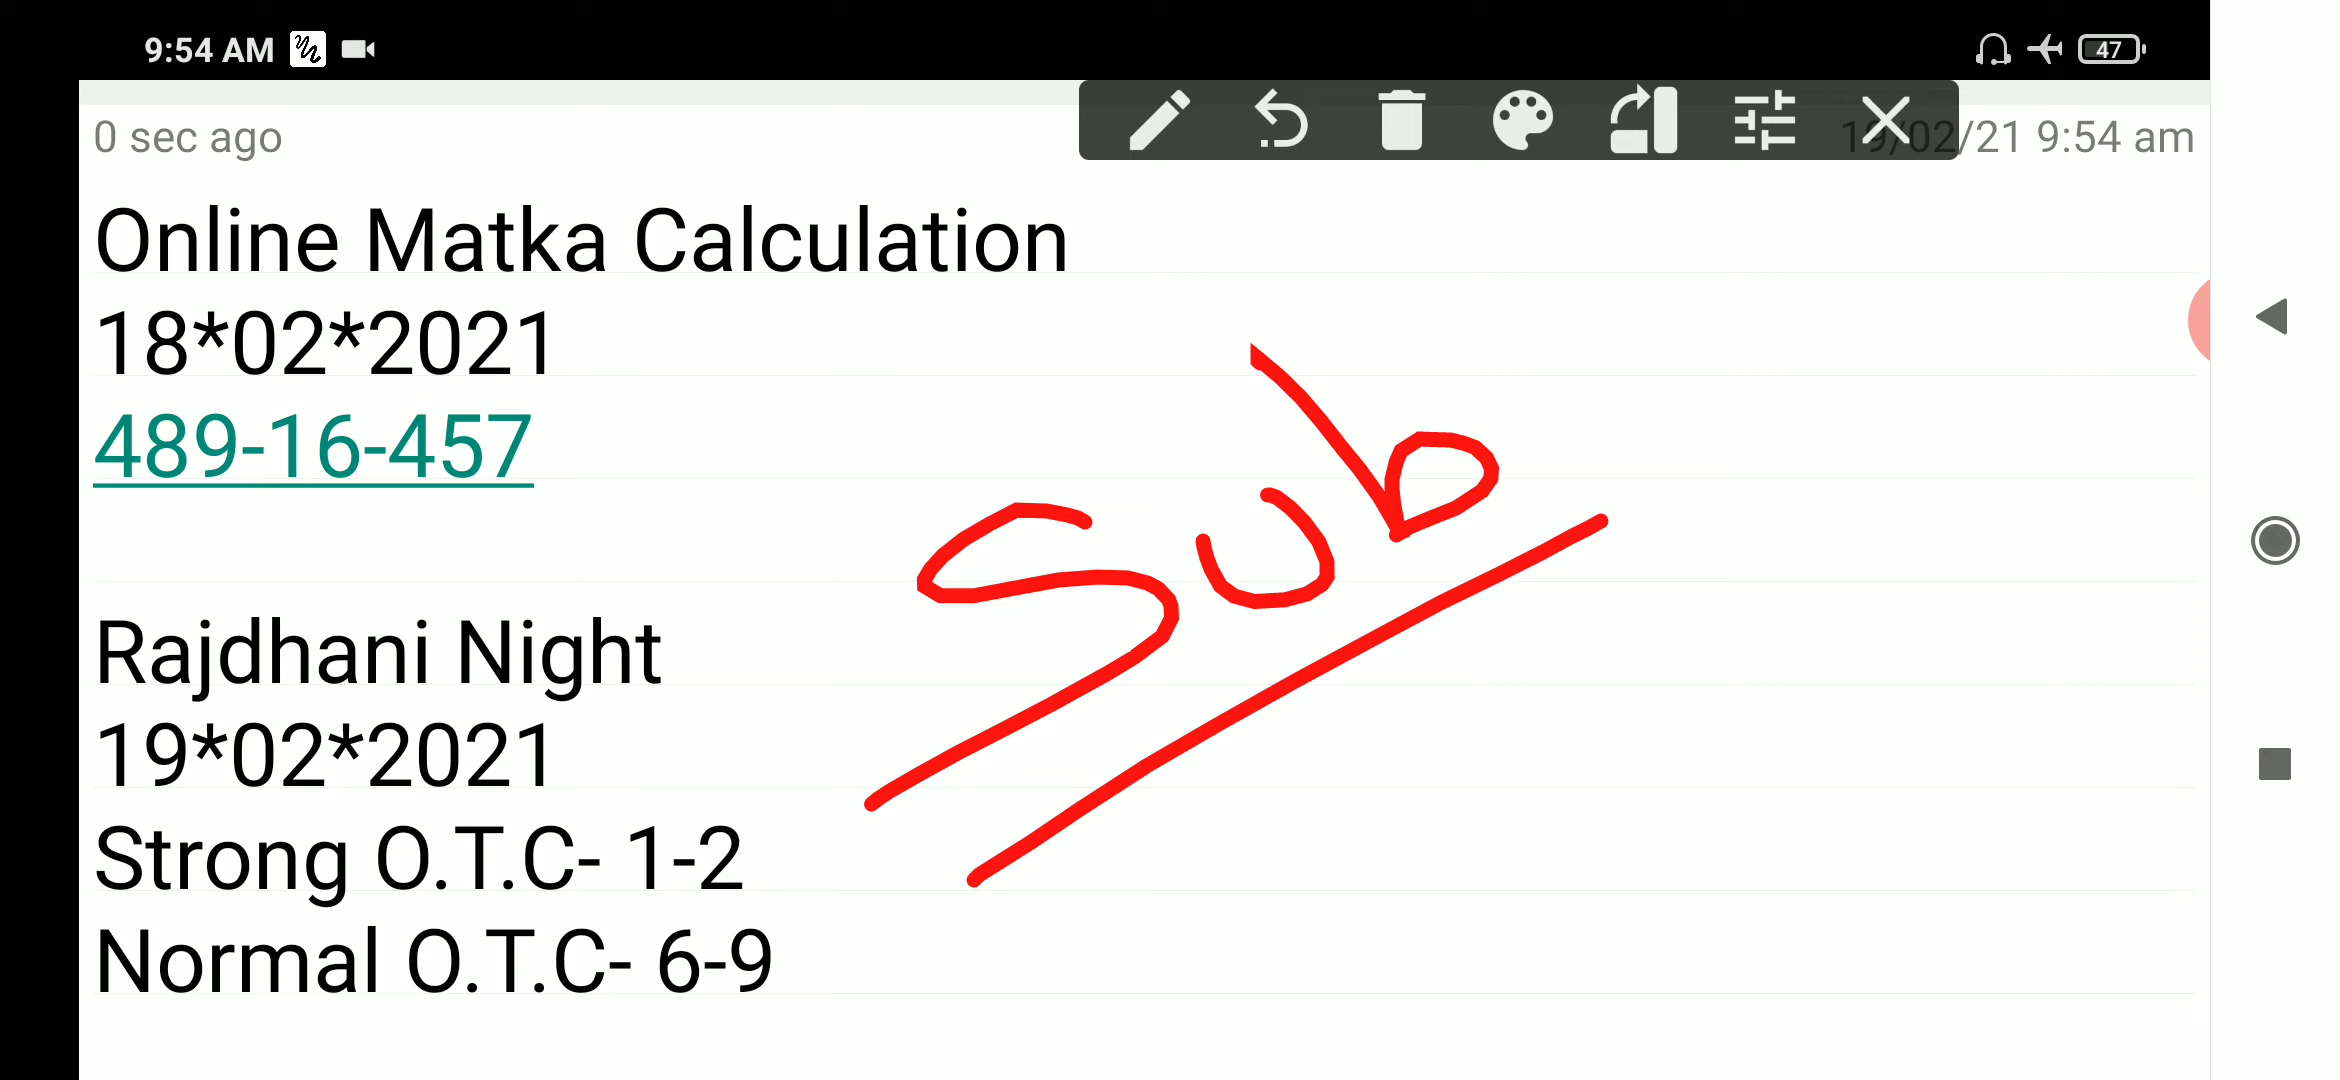 9:54 AM
47
0 sec ago
19/02/21 9:54 am
Online Matka Calculation
18*02*2021
489-16-457
Sub
Rajdhani Night
19*02*2021
Strong O.T.C- 1-2
Normal O.T.C- 6-9